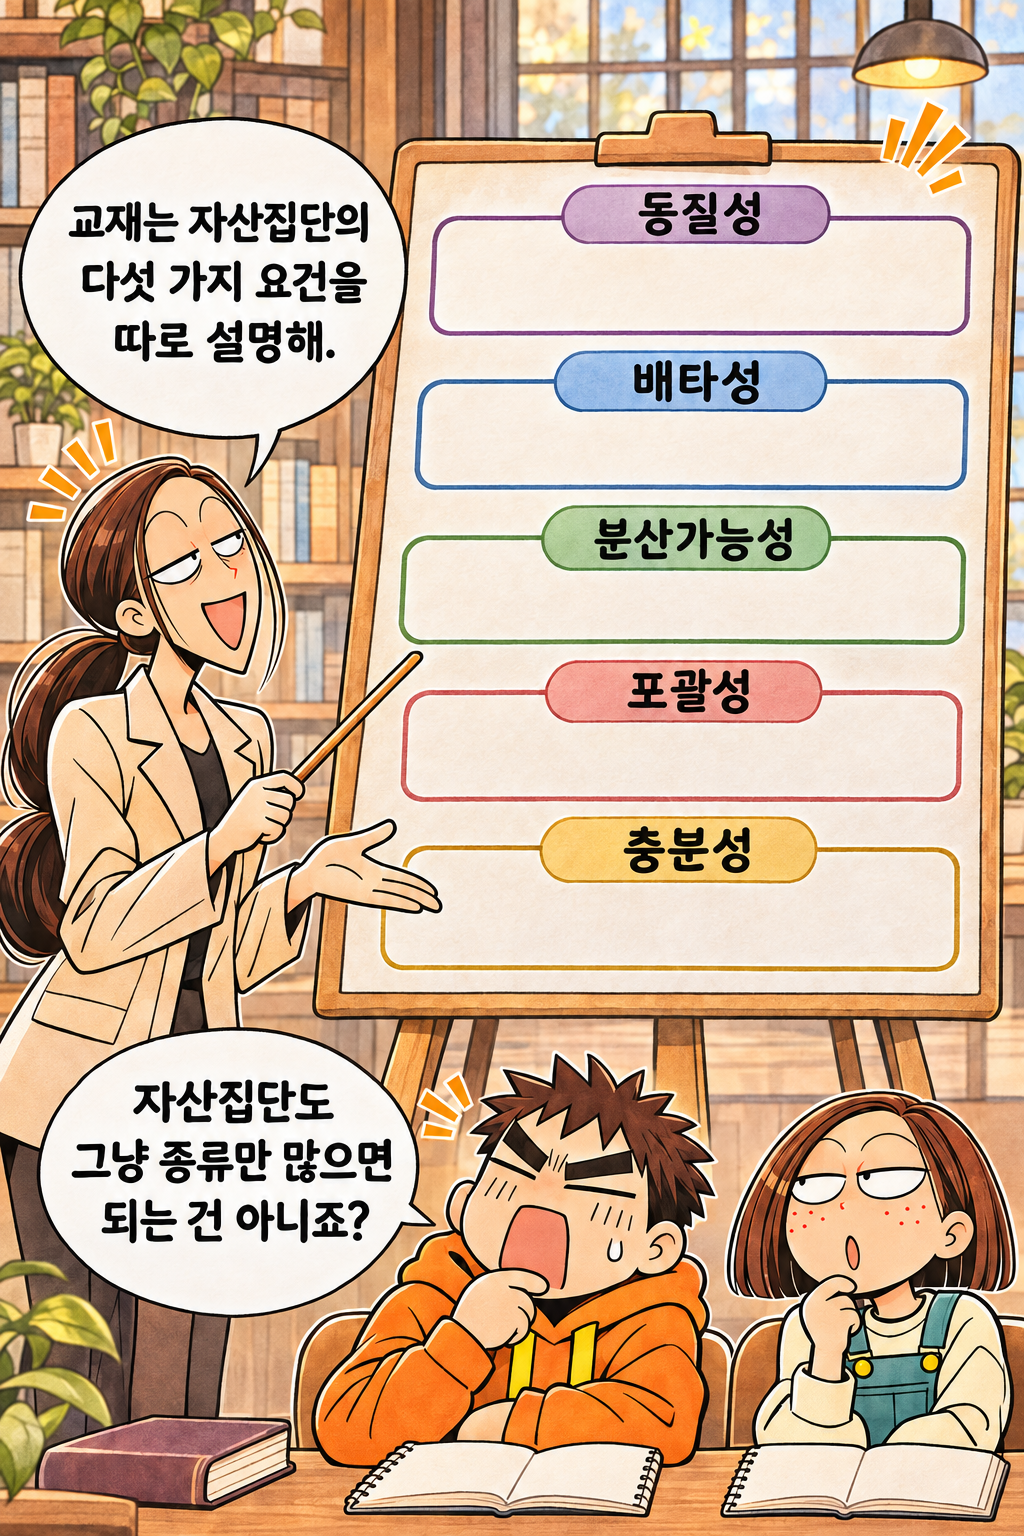 교재는 자산집단의
다섯 가지 요건을
따로 설명해.
동질성
배타성
분산가능성
포괄성
충분성
자산집단도
그냥 종류만 많으면
되는 건 아니죠?